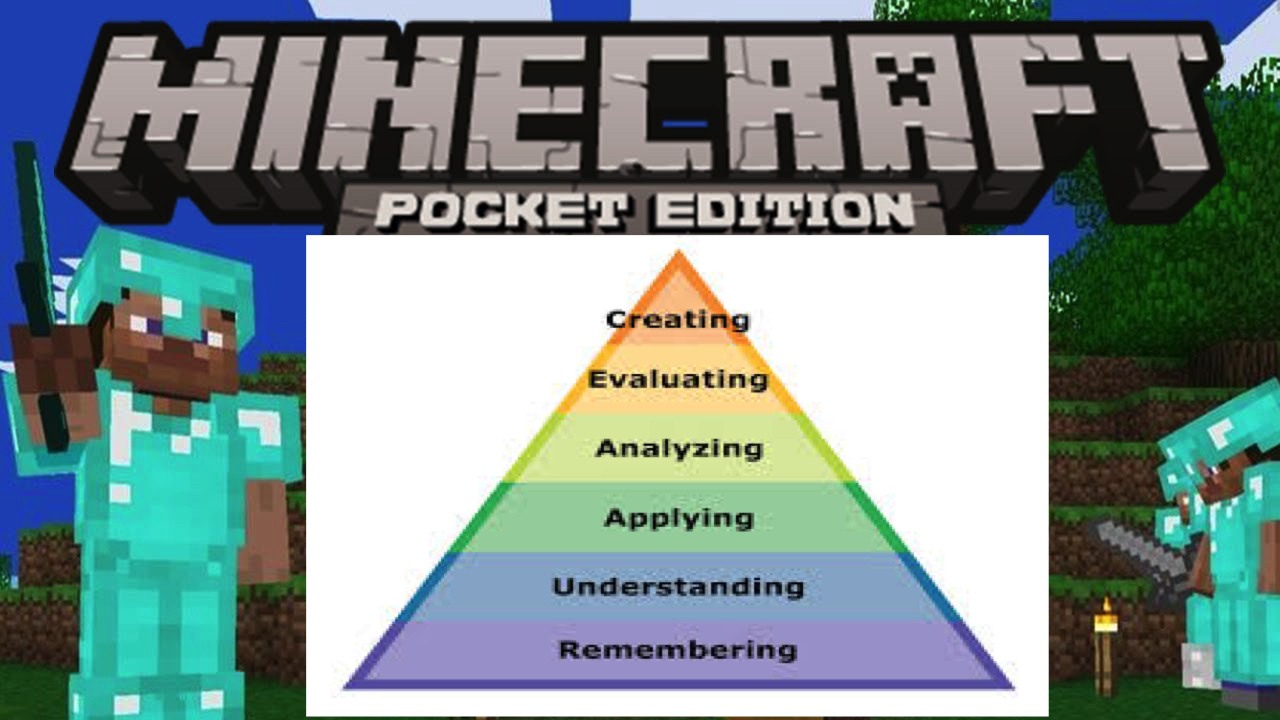 MINECRAFT
POCKET EDITION
Creating
Evaluating
Analyzing
Applying
Understanding
Remembering